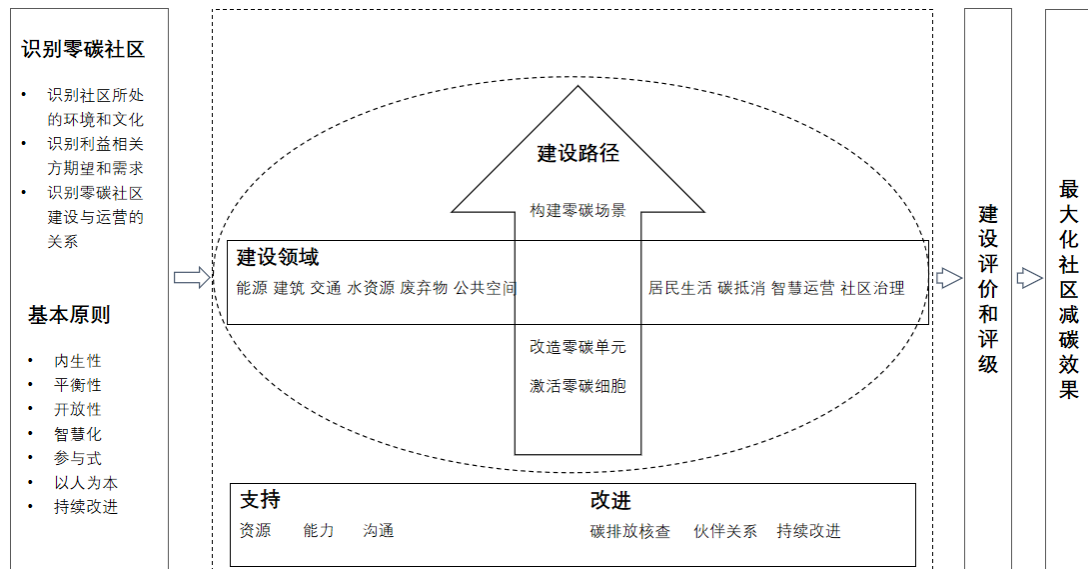 识别零碳社区
• 识别社区所处
的环境和文化
• 识别利益相关
方期望和需求
• 识别零碳社区
建设与运营的
关系
基本原则
• 内生性
• 平衡性
• 开放性
• 智慧化
• 参与式
• 以人为本
• 持续改进
建设路径
构建零碳场景
建设领域
能源 建筑 交通 水资源 废弃物 公共空间
居民生活 碳抵消 智慧运营 社区治理
改造零碳单元
激活零碳细胞
支持
资源 能力 沟通
改进
碳排放核查 伙伴关系 持续改进
建设评价和评级
最大化社区减碳效果